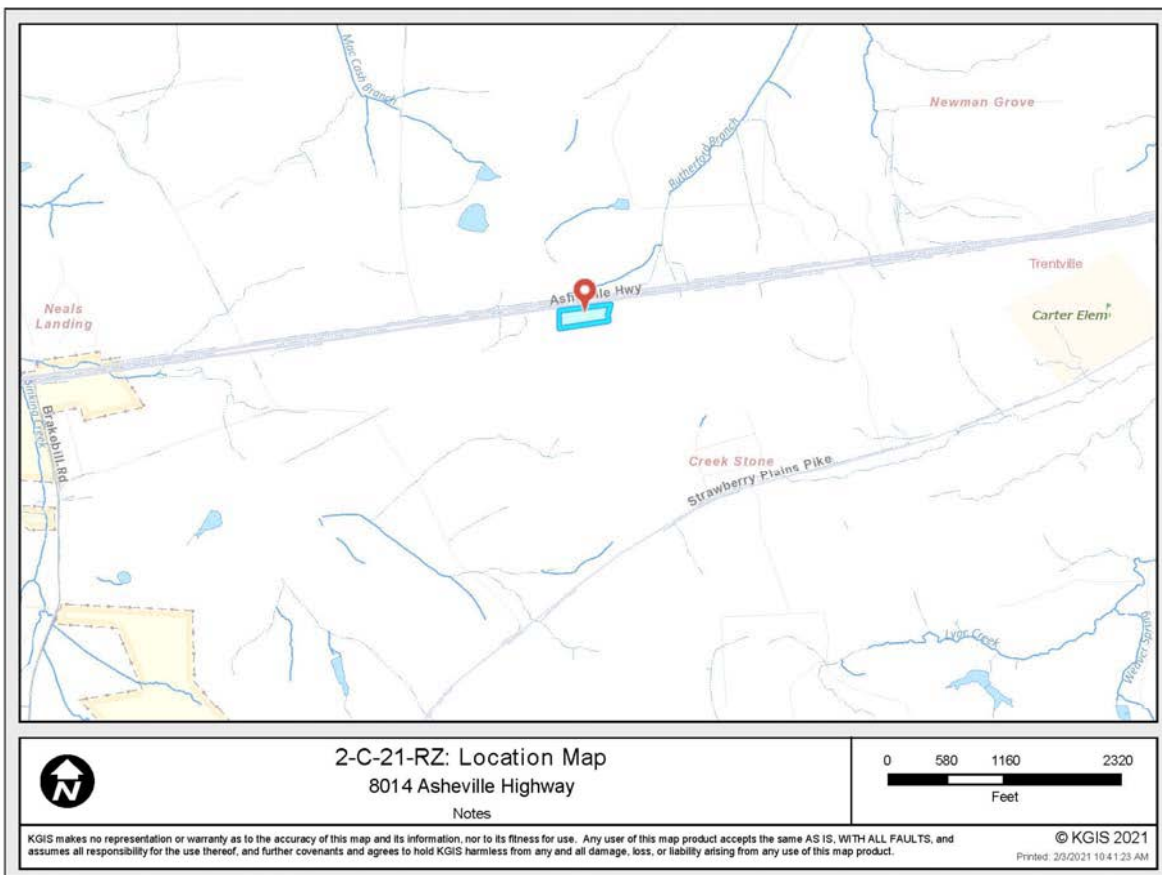 Mac Cash Branch
Rutherford Branch
Newman Grove
Trentville
Asheville Hwy
Carter Elem
Neals
Landing
Sinking Creek
Brakebill Rd
Creek Stone
Strawberry Plains Pike
Lyon Creek
Weaver Spring
N
2-C-21-RZ: Location Map
8014 Asheville Highway
Notes
0 580 1160 2320
Feet
KGIS makes no representation or warranty as to the accuracy of this map and its information, nor to its fitness for use. Any user of this map product accepts the same AS IS, WITH ALL FAULTS, and
assumes all responsibility for the use thereof, and further covenants and agrees to hold KGIS harmless from any and all damage, loss, or liability arising from any use of this map product.
© KGIS 2021
Printed: 2/3/2021 10:41:23 AM